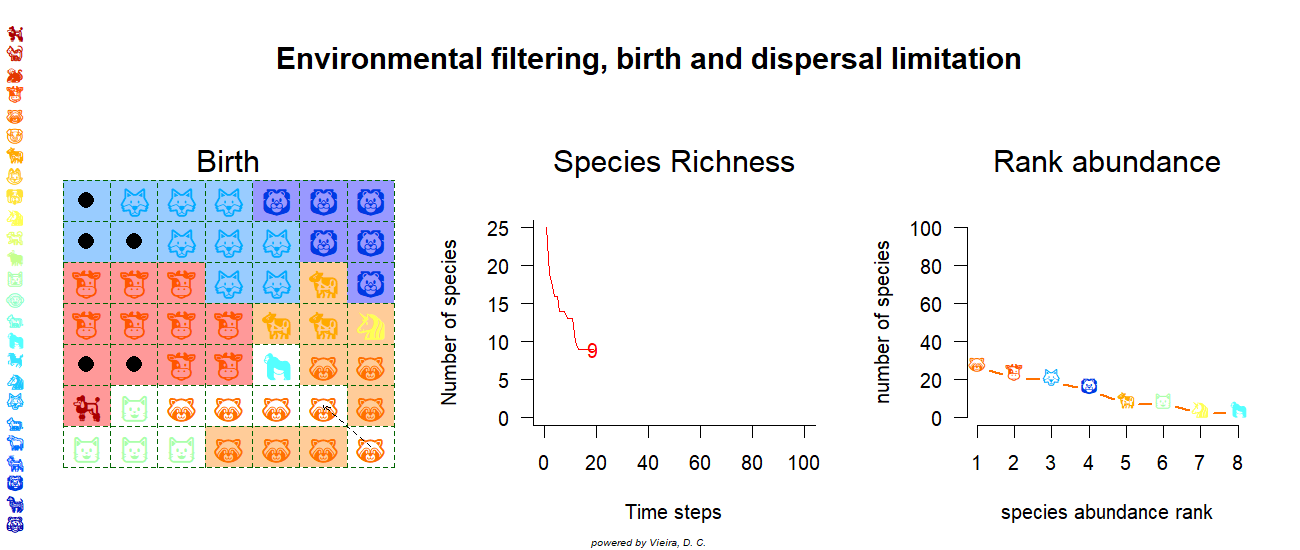 Environmental filtering, birth and dispersal limitation
Birth
Species Richness
Rank abundance
Number of species
25
20
15
10
5
0
9
0 20 40 60 80 100
Time steps
number of species
100
80
60
40
20
0
1 2 3 4 5 6 7 8
species abundance rank
powered by Vieira, D. C.